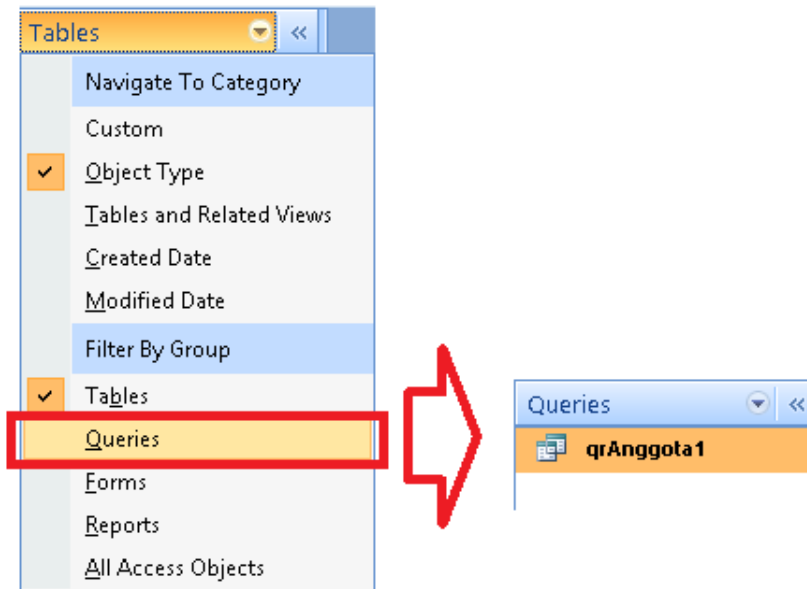 Tables
Navigate To Category
Custom
Object Type
Tables and Related Views
Created Date
Modified Date
Filter By Group
Tables
Queries
Forms
Reports
All Access Objects
Queries
qrAnggota1